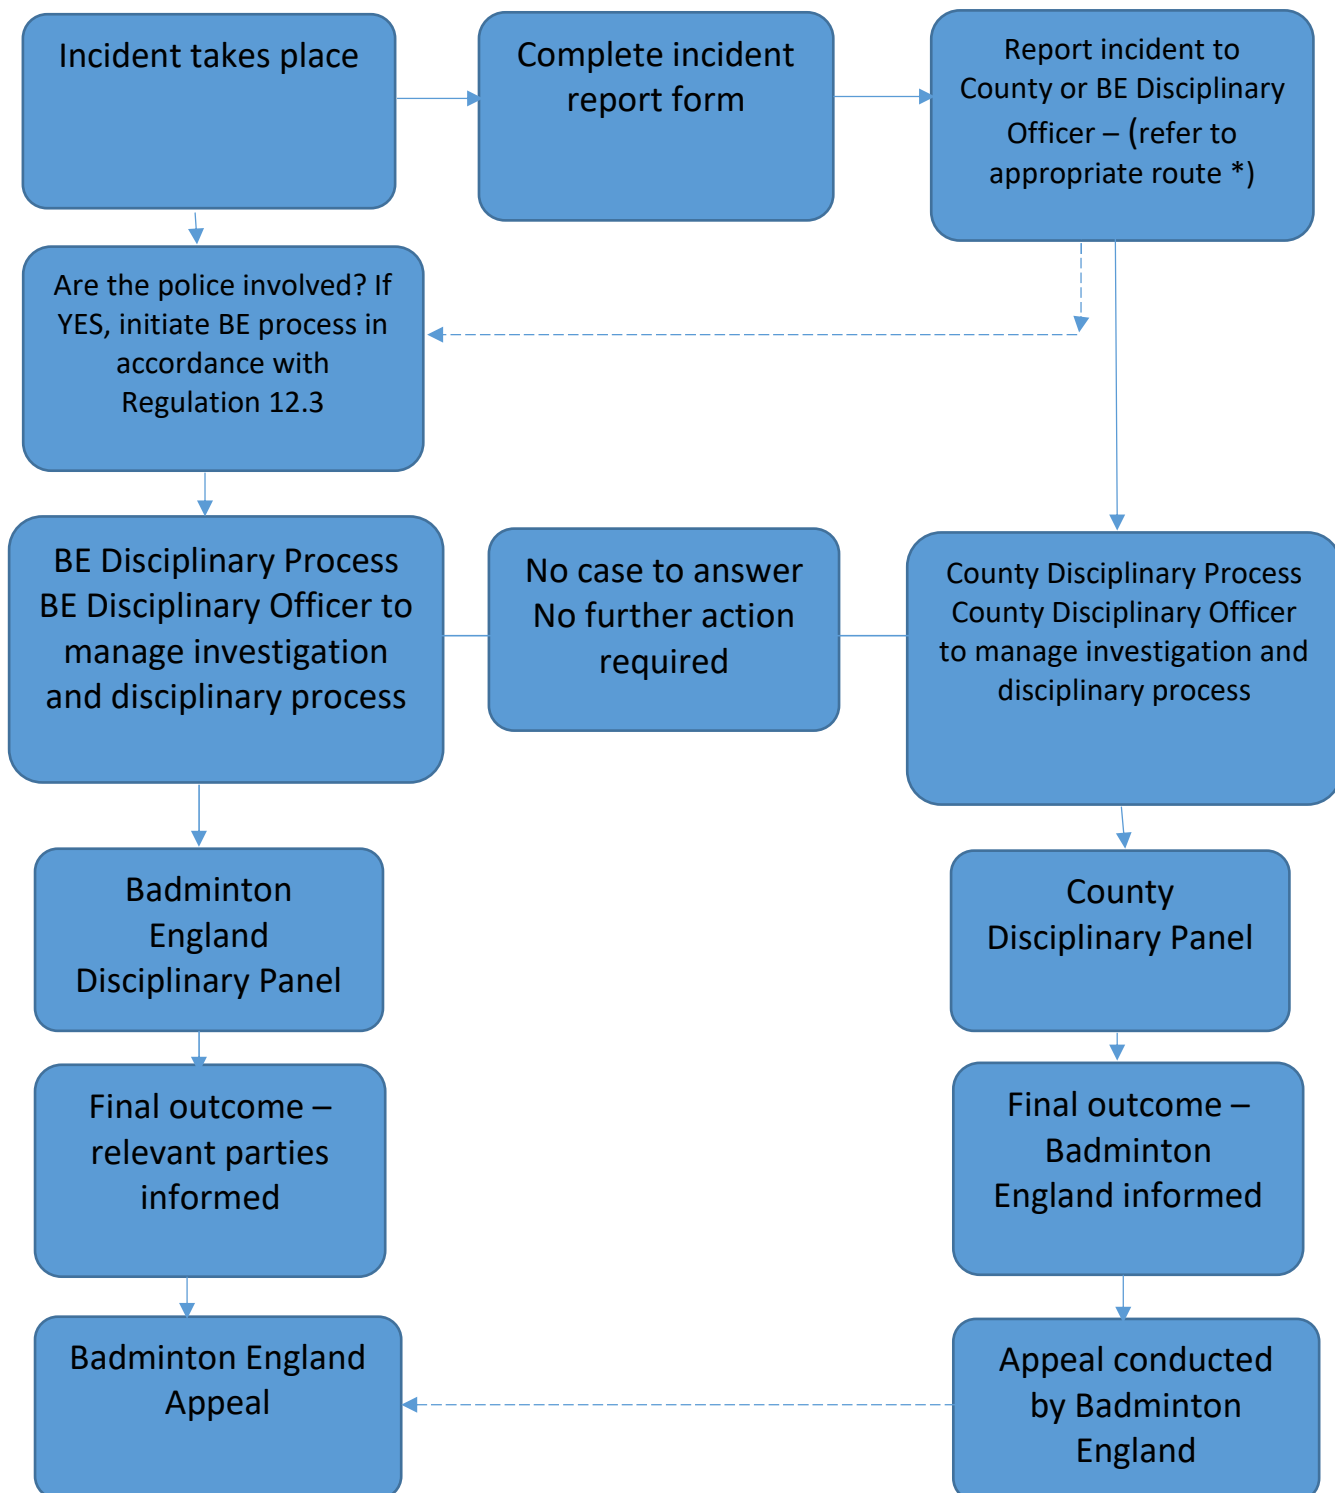 Incident takes place
Complete incident
report form
Report incident to
County or BE Disciplinary
Officer – (refer to
appropriate route *)
Are the police involved? If
YES, initiate BE process in
accordance with
Regulation 12.3
BE Disciplinary Process
BE Disciplinary Officer to
manage investigation
and disciplinary process
No case to answer
No further action
required
County Disciplinary Process
County Disciplinary Officer
to manage investigation and
disciplinary process
Badminton
England
Disciplinary Panel
County
Disciplinary Panel
Final outcome –
relevant parties
informed
Final outcome –
Badminton
England informed
Badminton England
Appeal
Appeal conducted
by Badminton
England